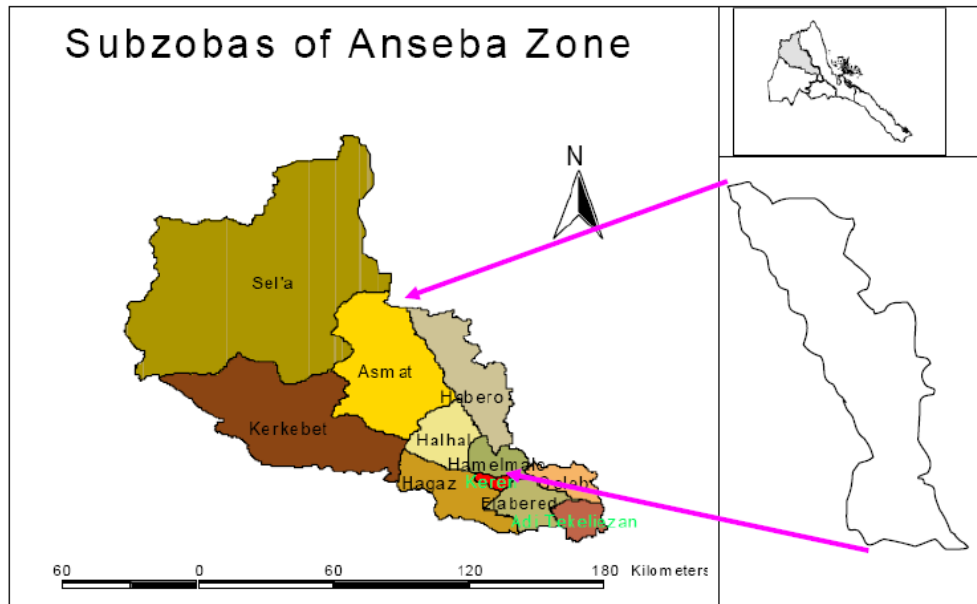 Subzobas of Anseba Zone
N
Sel'a
Asmat
Habero
Kerkebet
Halhal
Hamelmalo
Hagaz
Keren
Elabered
Adi Tekeliezan
60 0 60 120 180 Kilometers